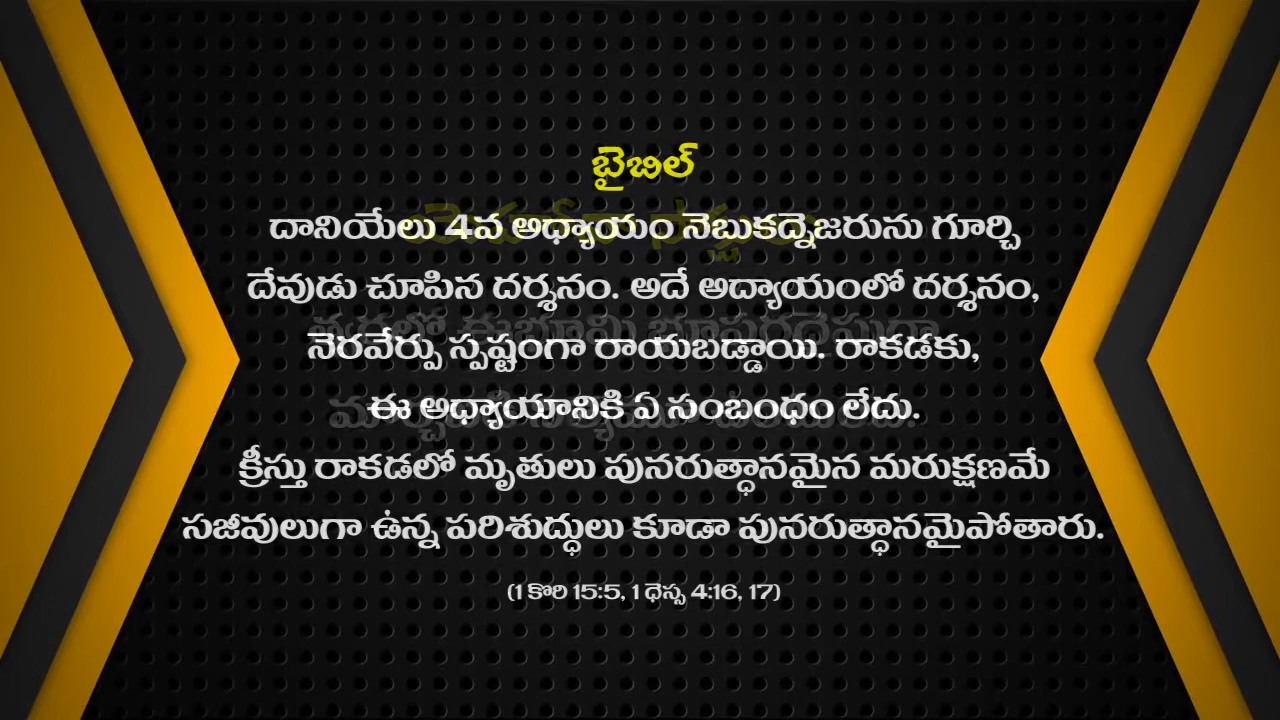 బైబిల్
దానియేలు 4వ అధ్యాయం నెబుకద్నెజరును గూర్చి
దేవుడు చూపిన దర్శనం. అదే అద్యాయంలో దర్శనం,
నెరవేర్పు స్పష్టంగా రాయబడ్డాయి. రాకడకు,
ఈ అధ్యాయానికి ఏ సంబంధం లేదు.
క్రీస్తు రాకడలో మృతులు పునరుత్థానమైన మరుక్షణమే
సజీవులుగా ఉన్న పరిశుద్ధులు కూడా పునరుత్థానమైపోతారు.
(1 కొరి 15:5, 1 థెస్స 4:16, 17)